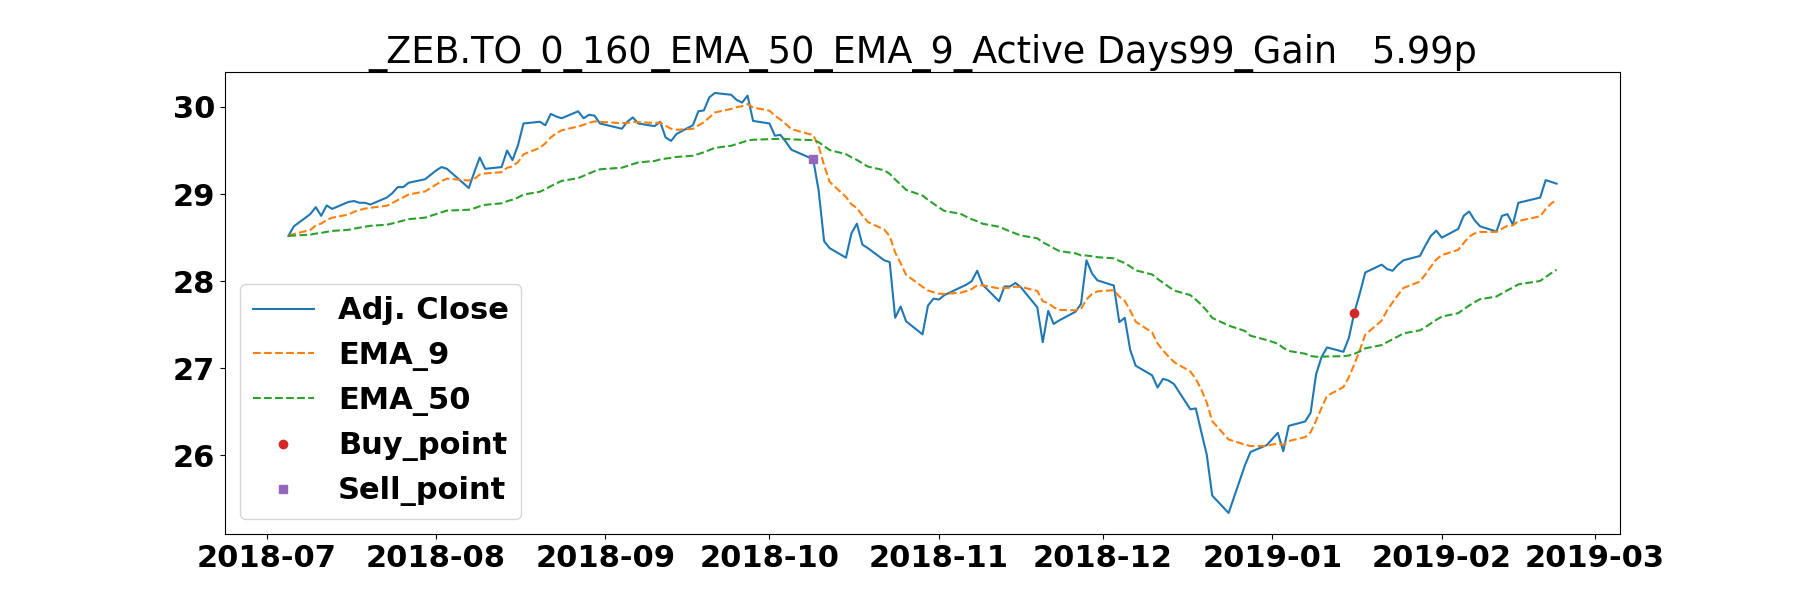 _ZEB.TO_0_160_EMA_50_EMA_9_Active Days99_Gain   5.99p
30
29
28
27
26
Adj. Close
EMA_9
EMA_50
Buy_point
Sell_point
2018-07 2018-08 2018-09 2018-10 2018-11 2018-12 2019-01 2019-02 2019-03